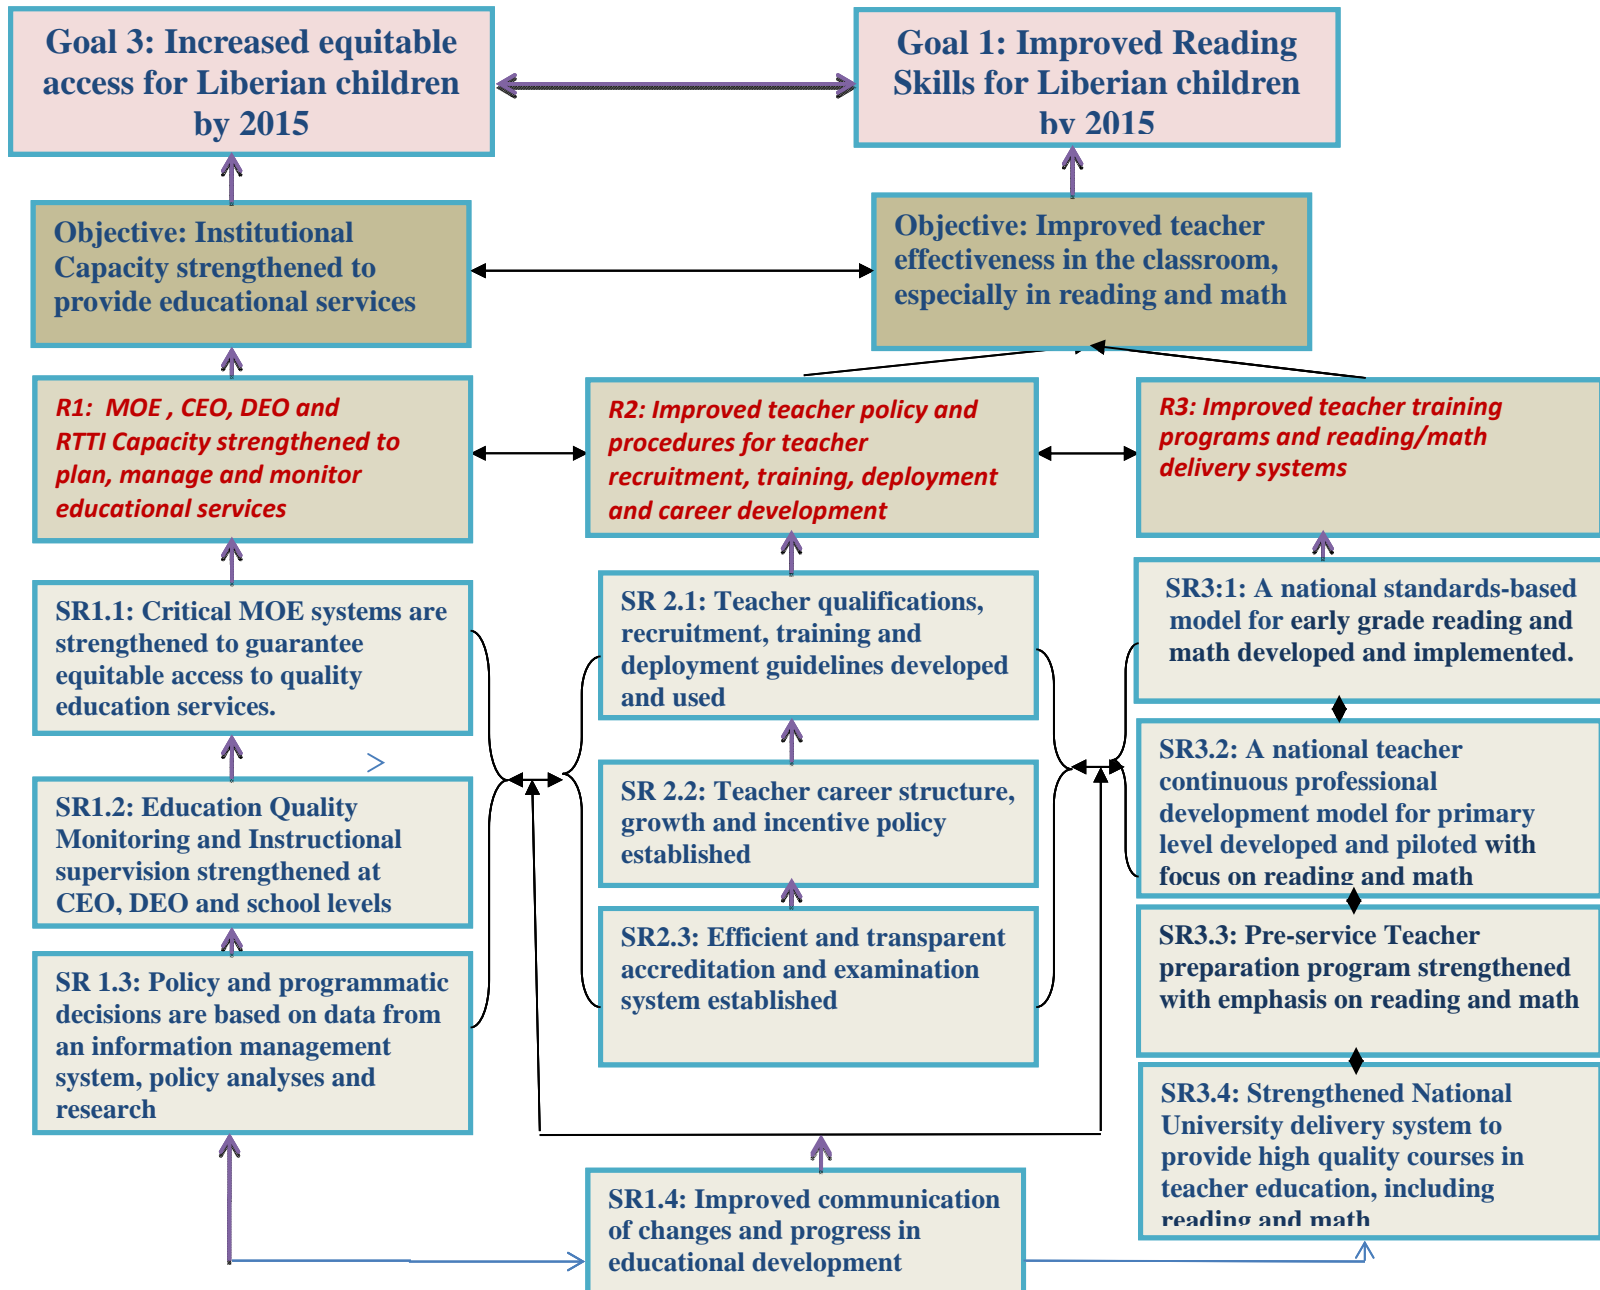 Goal 3: Increased equitable
access for Liberian children
by 2015
Goal 1: Improved Reading
Skills for Liberian children
by 2015
Objective: Institutional
Capacity strengthened to
provide educational services
Objective: Improved teacher
effectiveness in the classroom,
especially in reading and math
R1:  MOE , CEO, DEO and
RTTI Capacity strengthened to
plan, manage and monitor
educational services
R2: Improved teacher policy and
procedures for teacher
recruitment, training, deployment
and career development
R3: Improved teacher training
programs and reading/math
delivery systems
SR1.1: Critical MOE systems are
strengthened to guarantee
equitable access to quality
education services.
SR1.2: Education Quality
Monitoring and Instructional
supervision strengthened at
CEO, DEO and school levels
SR 1.3: Policy and programmatic
decisions are based on data from
an information management
system, policy analyses and
research
SR 2.1: Teacher qualifications,
recruitment, training and
deployment guidelines developed
and used
SR 2.2: Teacher career structure,
growth and incentive policy
established
SR2.3: Efficient and transparent
accreditation and examination
system established
SR3:1: A national standards-based
model for early grade reading and
math developed and implemented.
SR3.2: A national teacher
continuous professional
development model for primary
level developed and piloted with
focus on reading and math
SR3.3: Pre-service Teacher
preparation program strengthened
with emphasis on reading and math
SR3.4: Strengthened National
University delivery system to
provide high quality courses in
teacher education, including
reading and math
SR1.4: Improved communication
of changes and progress in
educational development